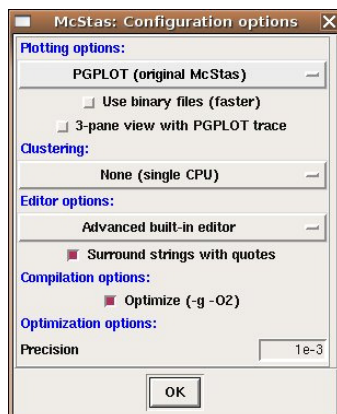 McStas: Configuration options
Plotting options:
PGPLOT (original McStas)
Use binary files (faster)
3-pane view with PGPLOT trace
Clustering:
None (single CPU)
Editor options:
Advanced built-in editor
Surround strings with quotes
Compilation options:
Optimize (-g -O2)
Optimization options:
Precision 1e-3
OK